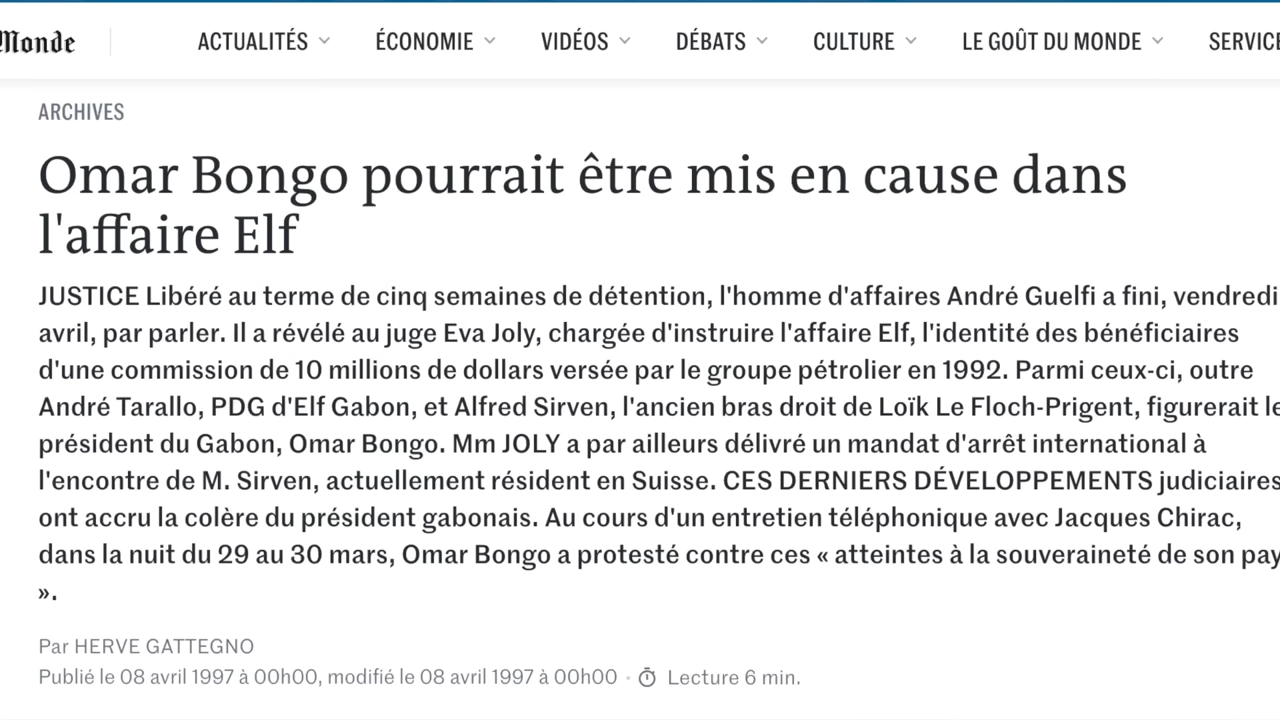 Monde
ACTUALITÉS
ÉCONOMIE
VIDÉOS
DÉBATS
CULTURE
LE GOÛT DU MONDE
SERVICE
ARCHIVES
Omar Bongo pourrait être mis en cause dans
l'affaire Elf
JUSTICE Libéré au terme de cinq semaines de détention, l'homme d'affaires André Guelfi a fini, vendredi
avril, par parler. Il a révélé au juge Eva Joly, chargée d'instruire l'affaire Elf, l'identité des bénéficiaires
d'une commission de 10 millions de dollars versée par le groupe pétrolier en 1992. Parmi ceux-ci, outre
André Tarallo, PDG d'Elf Gabon, et Alfred Sirven, l'ancien bras droit de Loïk Le Floch-Prigent, figurerait le
président du Gabon, Omar Bongo. Mm JOLY a par ailleurs délivré un mandat d'arrêt international à
l'encontre de M. Sirven, actuellement résident en Suisse. CES DERNIERS DÉVELOPPEMENTS judiciaires
ont accru la colère du président gabonais. Au cours d'un entretien téléphonique avec Jacques Chirac,
dans la nuit du 29 au 30 mars, Omar Bongo a protesté contre ces « atteintes à la souveraineté de son pay
».
Par HERVE GATTEGNO
Publié le 08 avril 1997 à 00h00, modifié le 08 avril 1997 à 00h00 • Lecture 6 min.